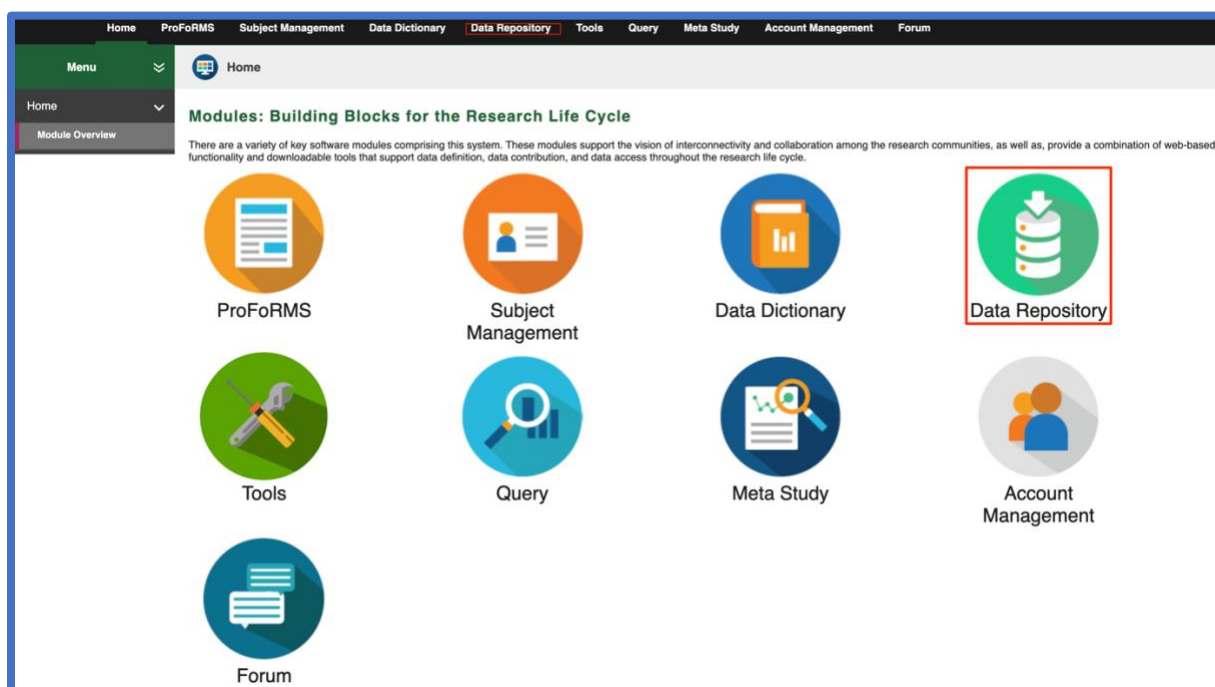 Home ProFoRMS Subject Management Data Dictionary Data Repository Tools Query Meta Study Account Management Forum
Menu
Home
Home
Module Overview
Modules: Building Blocks for the Research Life Cycle
There are a variety of key software modules comprising this system. These modules support the vision of interconnectivity and collaboration among the research communities, as well as, provide a combination of web-based
functionality and downloadable tools that support data definition, data contribution, and data access throughout the research life cycle.
ProFoRMS
Subject
Management
Data Dictionary
Data Repository
Tools
Query
Meta Study
Account
Management
Forum